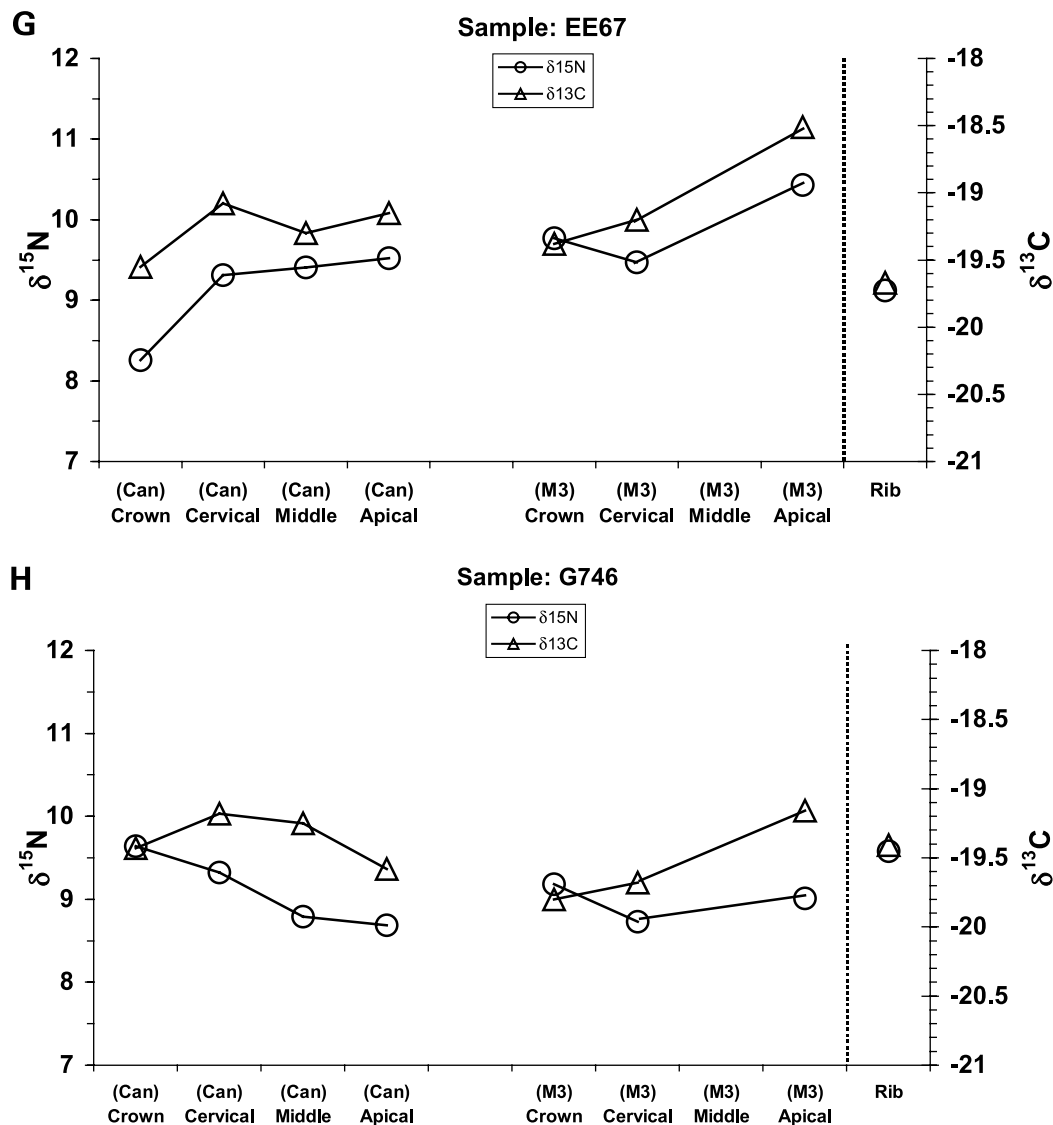 G
Sample: EE67
δ15N
δ13C
12
11
10
9
8
7
δ¹⁵N
-18
-18.5
-19
-19.5
-20
-20.5
-21
δ¹³C
(Can) (Can) (Can) (Can) (M3) (M3) (M3) (M3) Rib
Crown Cervical Middle Apical Crown Cervical Middle Apical
H
Sample: G746
δ15N
δ13C
12
11
10
9
8
7
δ¹⁵N
-18
-18.5
-19
-19.5
-20
-20.5
-21
δ¹³C
(Can) (Can) (Can) (Can) (M3) (M3) (M3) (M3) Rib
Crown Cervical Middle Apical Crown Cervical Middle Apical